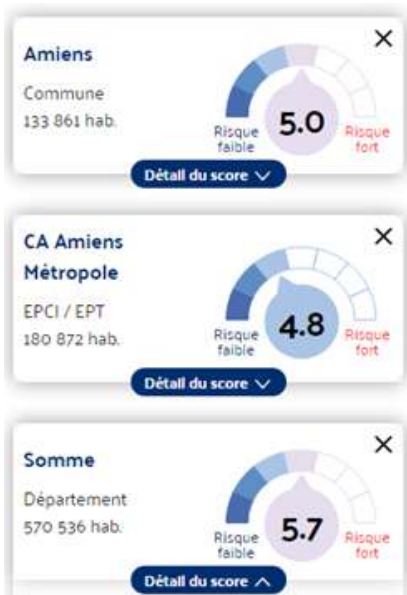 Amiens
Commune
133 861 hab.
5.0
Risque
faible
Risque
fort
Détail du score
CA Amiens
Métropole
EPCI / EPT
180 872 hab.
4.8
Risque
faible
Risque
fort
Détail du score
Somme
Département
570 536 hab.
5.7
Risque
faible
Risque
fort
Détail du score